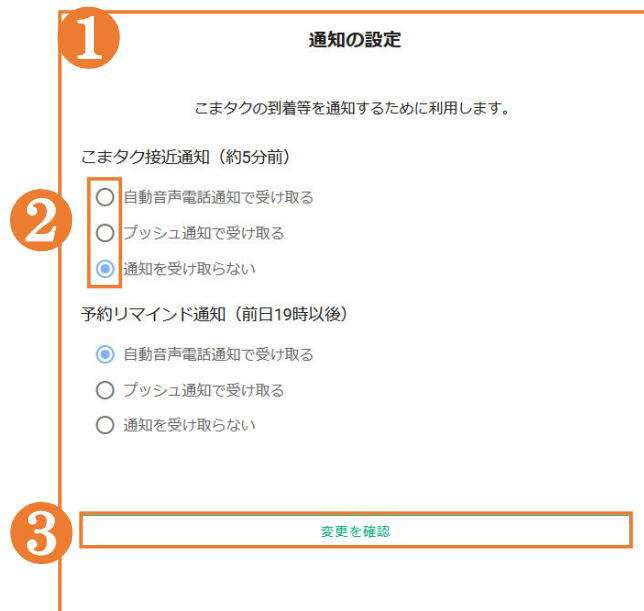 1
通知の設定
こまタクの到着等を通知するために利用します。
こまタク接近通知（約5分前）
自動音声電話通知で受け取る
2
プッシュ通知で受け取る
通知を受け取らない
予約リマインド通知（前日19時以後）
自動音声電話通知で受け取る
プッシュ通知で受け取る
通知を受け取らない
3
変更を確認